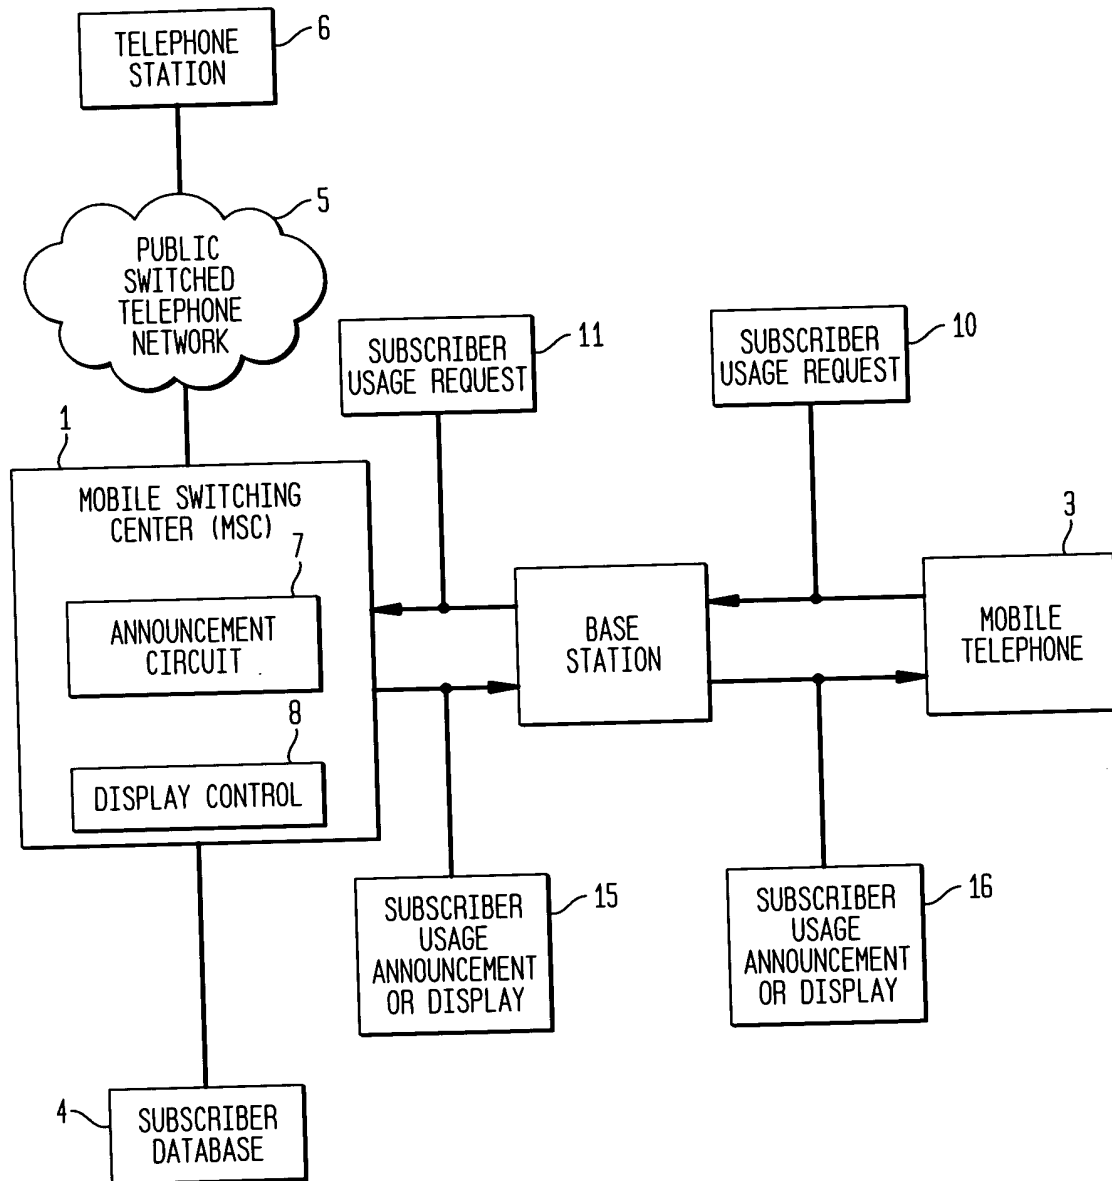 TELEPHONE
STATION
6
PUBLIC
SWITCHED
TELEPHONE
NETWORK
5
SUBSCRIBER
USAGE REQUEST
11
SUBSCRIBER
USAGE REQUEST
10
1
MOBILE SWITCHING
CENTER (MSC)
7
ANNOUNCEMENT
CIRCUIT
8
DISPLAY CONTROL
BASE
STATION
3
MOBILE
TELEPHONE
SUBSCRIBER
USAGE
ANNOUNCEMENT
OR DISPLAY
15
SUBSCRIBER
USAGE
ANNOUNCEMENT
OR DISPLAY
16
4
SUBSCRIBER
DATABASE